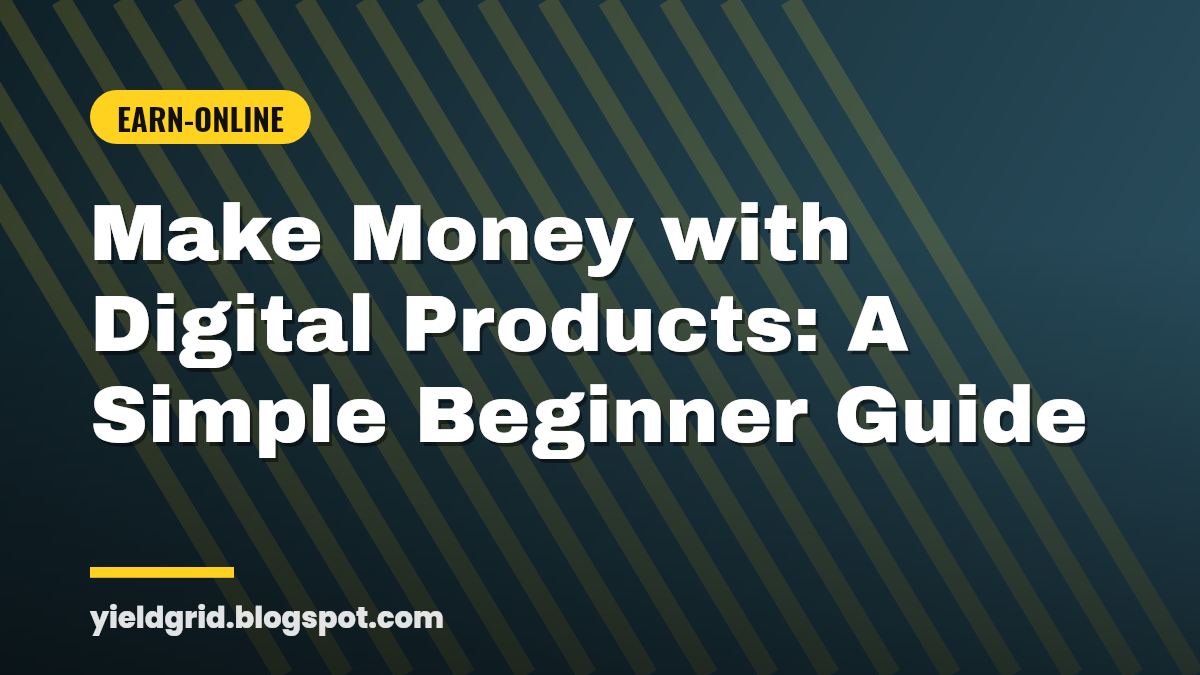 EARN-ONLINE
Make Money with
Digital Products: A
Simple Beginner Guide
yieldgrid.blogspot.com